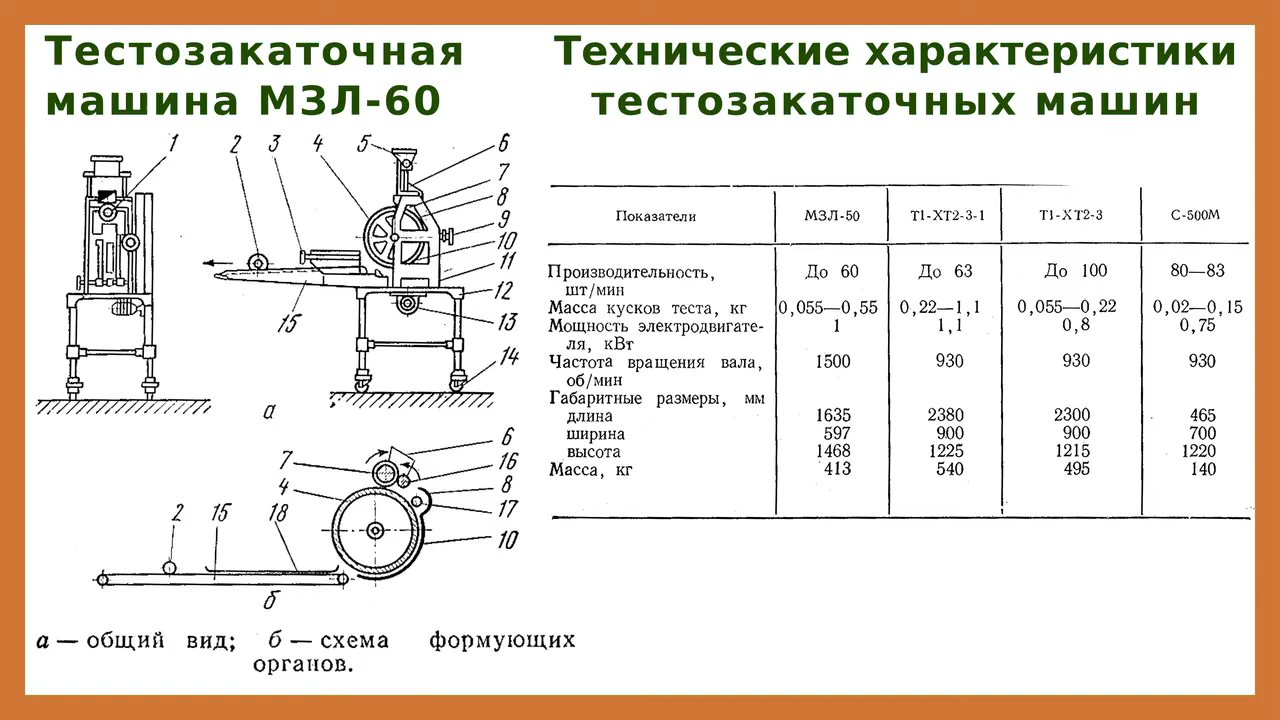 Тестозакаточная
машина МЗЛ-60
Технические характеристики
тестозакаточных машин
1 2 3 4 5 6
7
8
9
10
11
12
13
15
14
а
6
7 16
4 8
2 15 18 17
10
б
а — общий вид; б — схема формующих
органов.
Показатели МЗЛ-50 Т1-ХТ2-3-1 Т1-ХТ2-3 С-500М
Производительность, До 60 До 63 До 100 80—83
шт/мин
Масса кусков теста, кг 0,055—0,55 0,22—1,1 0,055—0,22 0,02—0,15
Мощность электродвигате- 1 1,1 0,8 0,75
ля, кВт
Частота вращения вала, 1500 930 930 930
об/мин
Габаритные размеры, мм
длина 1635 2380 2300 465
ширина 597 900 900 700
высота 1468 1225 1215 1220
Масса, кг 413 540 495 140